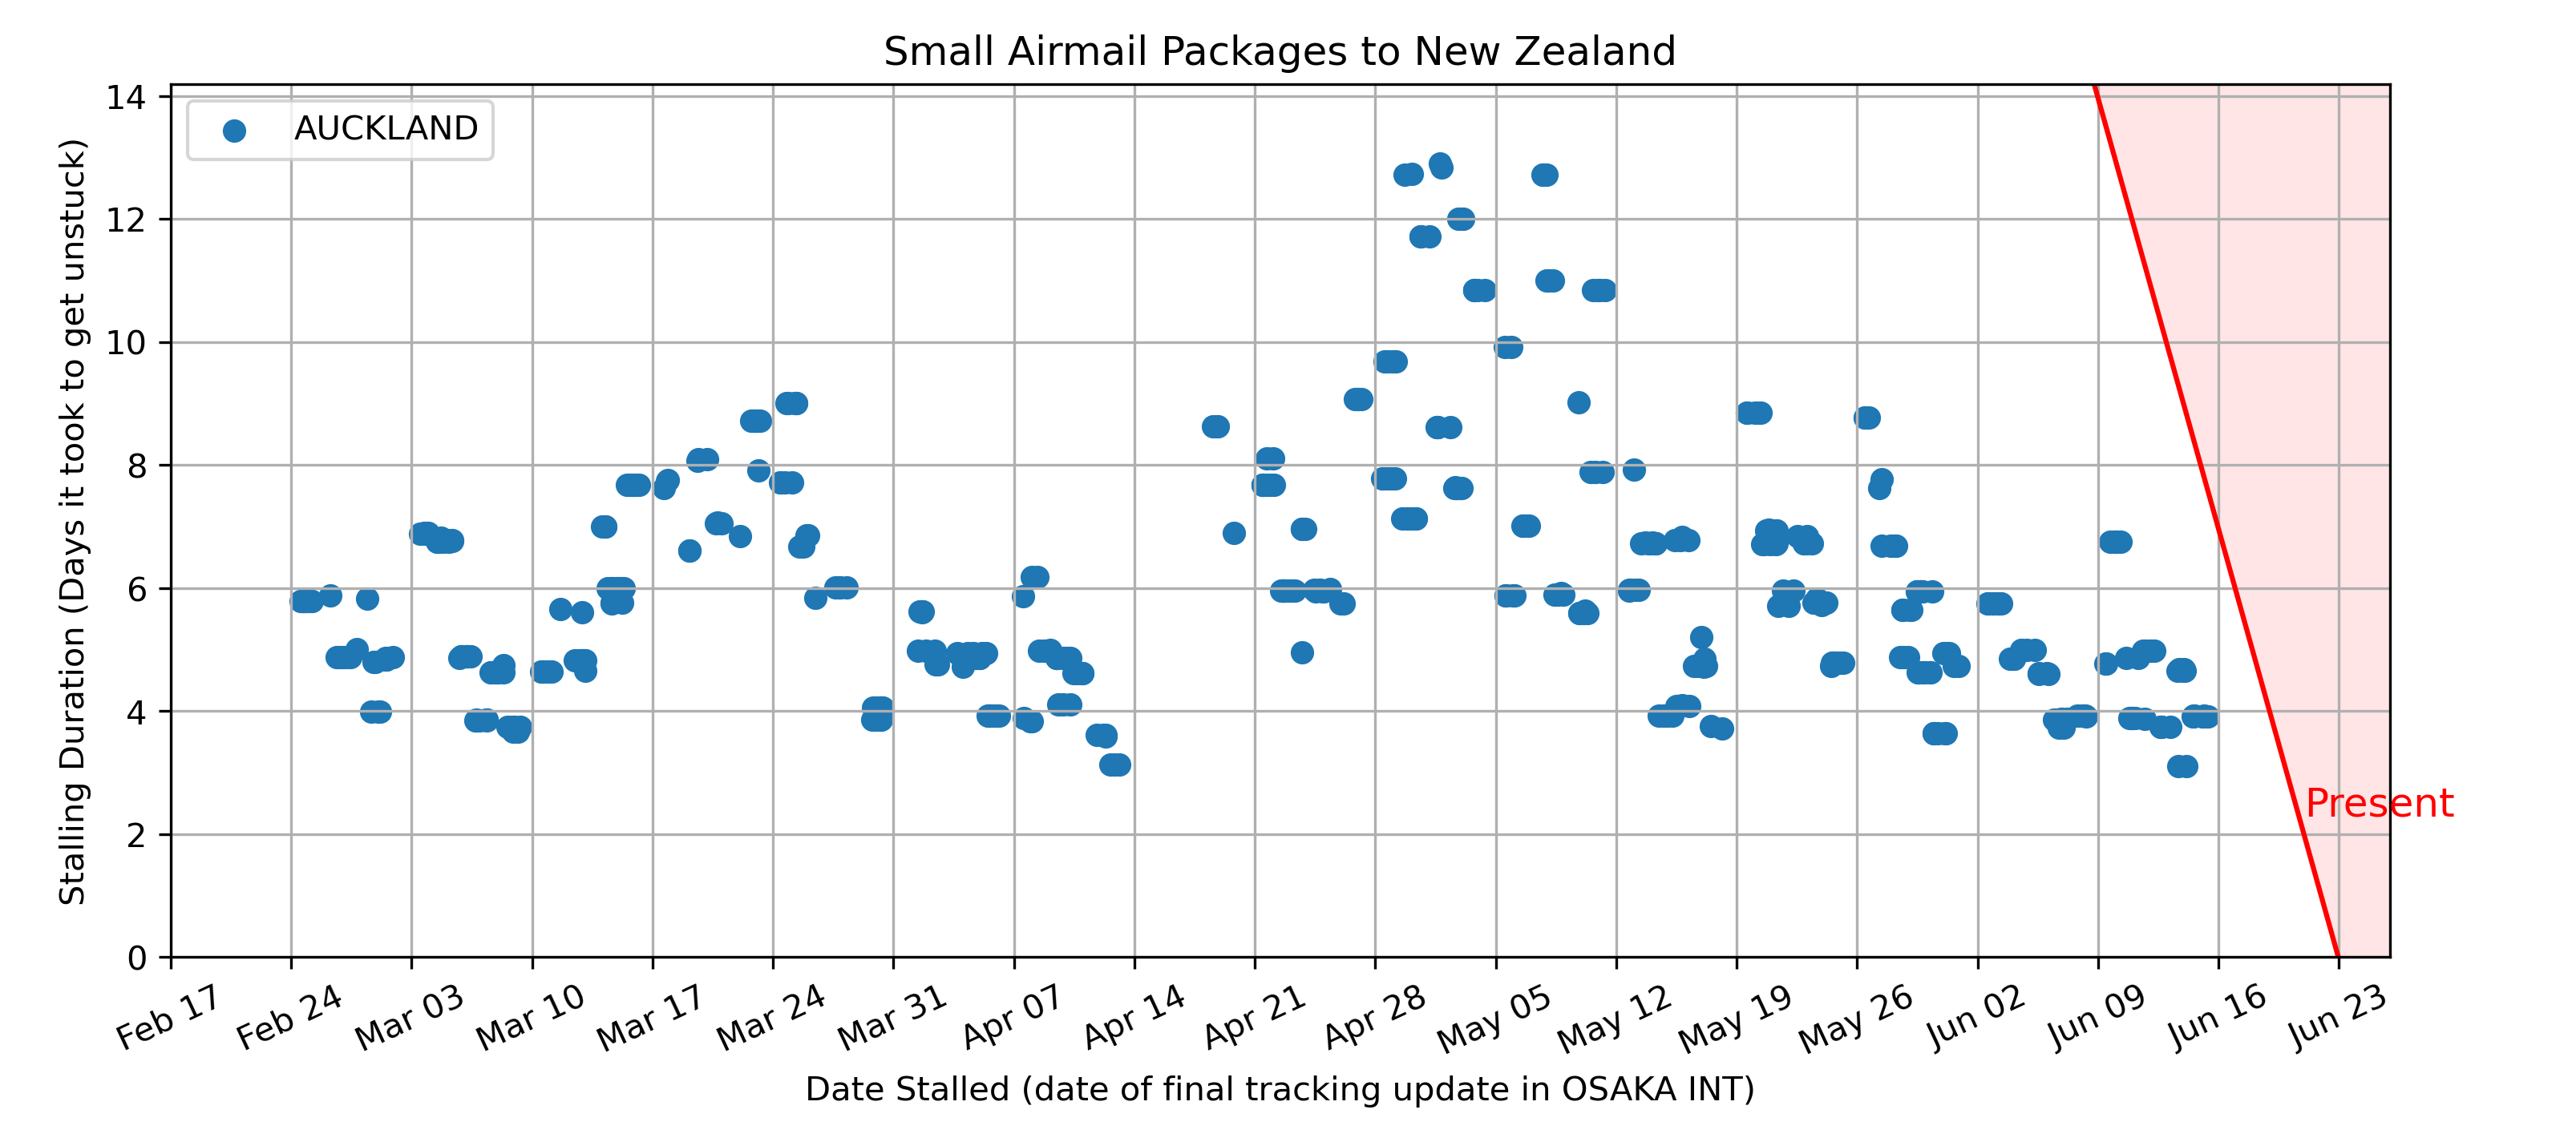 Small Airmail Packages to New Zealand
AUCKLAND
Stalling Duration (Days it took to get unstuck)
14
12
10
8
6
4
2
0
Present
Feb 17
Feb 24
Mar 03
Mar 10
Mar 17
Mar 24
Mar 31
Apr 07
Apr 14
Apr 21
Apr 28
May 05
May 12
May 19
May 26
Jun 02
Jun 09
Jun 16
Jun 23
Date Stalled (date of final tracking update in OSAKA INT)